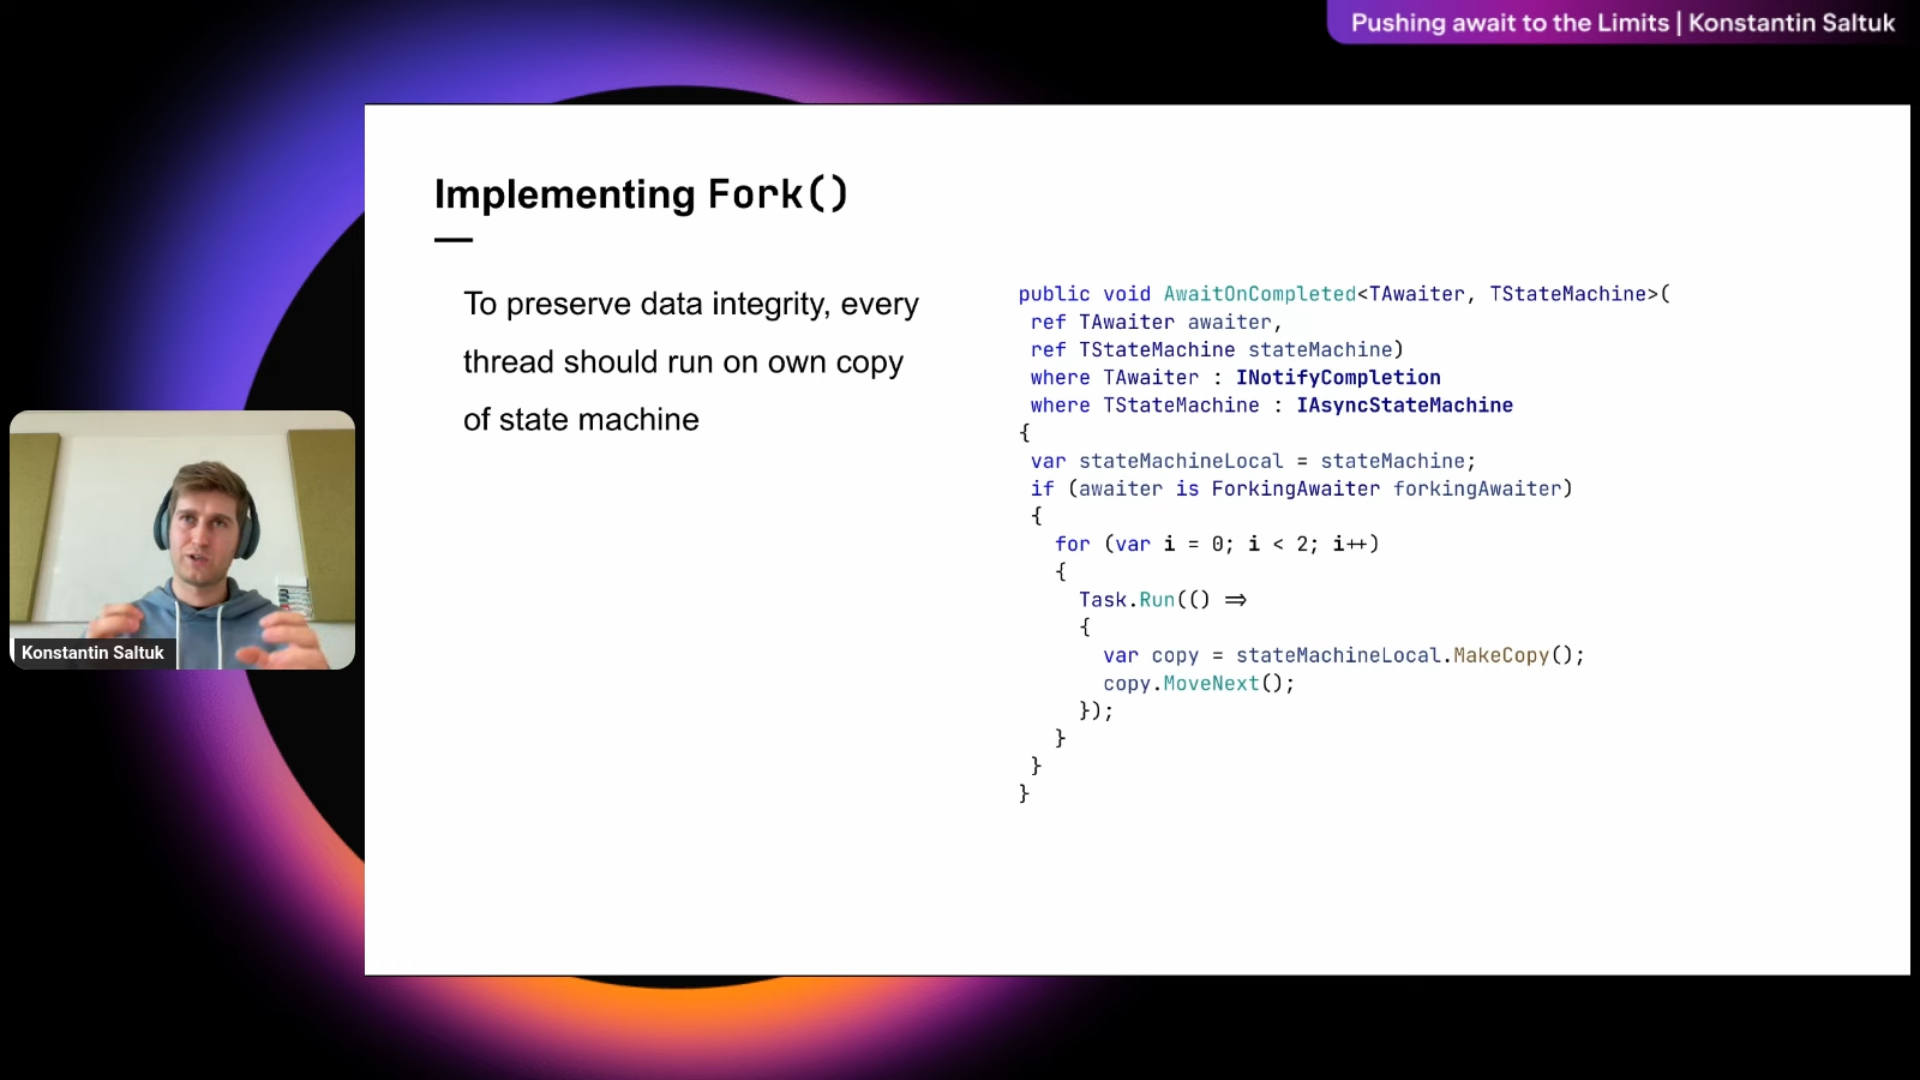 Pushing await to the Limits | Konstantin Saltuk
Implementing Fork()
To preserve data integrity, every
thread should run on own copy
of state machine
public void AwaitOnCompleted<TAwaiter, TStateMachine>(
ref TAwaiter awaiter,
ref TStateMachine stateMachine)
where TAwaiter : INotifyCompletion
where TStateMachine : IAsyncStateMachine
{
var stateMachineLocal = stateMachine;
if (awaiter is ForkingAwaiter forkingAwaiter)
{
for (var i = 0; i < 2; i++)
{
Task.Run(() =>
{
var copy = stateMachineLocal.MakeCopy();
copy.MoveNext();
});
}
}
}
Konstantin Saltuk